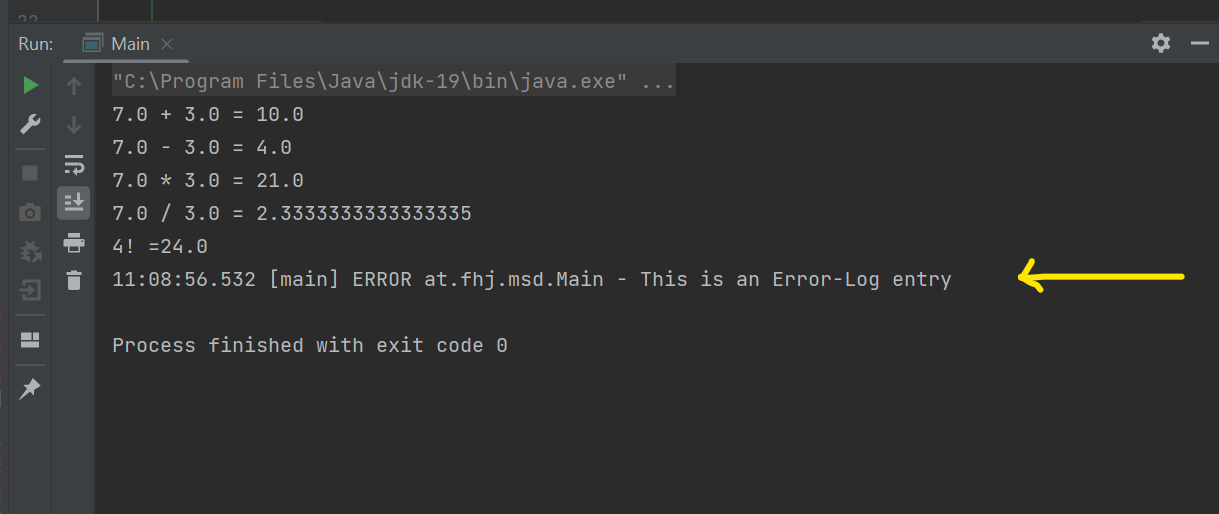 Run: Main
"C:\Program Files\Java\jdk-19\bin\java.exe" ...
7.0 + 3.0 = 10.0
7.0 - 3.0 = 4.0
7.0 * 3.0 = 21.0
7.0 / 3.0 = 2.3333333333333335
4! =24.0
11:08:56.532 [main] ERROR at.fhj.msd.Main - This is an Error-Log entry
Process finished with exit code 0